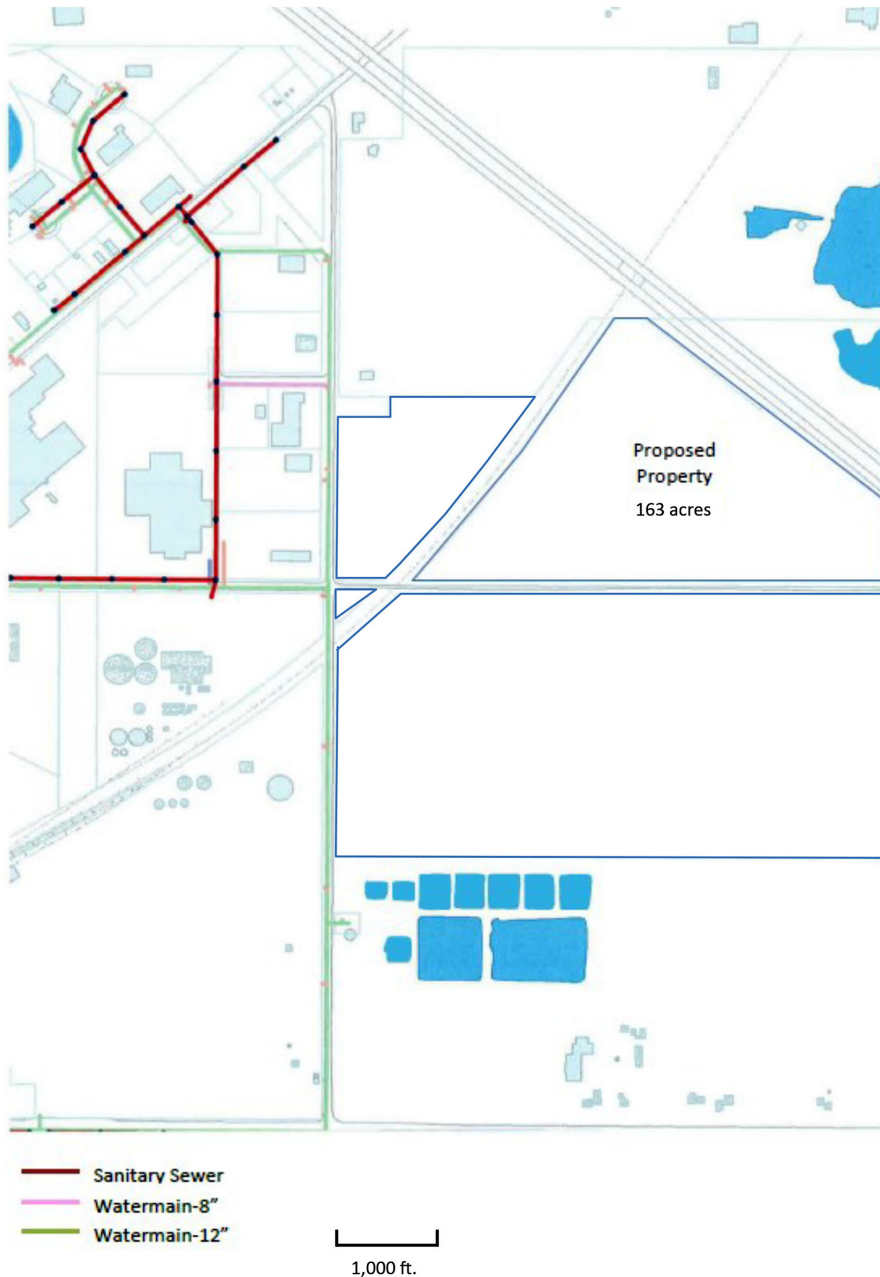 Proposed
Property
163 acres
Sanitary Sewer
Watermain-8”
Watermain-12”
1,000 ft.